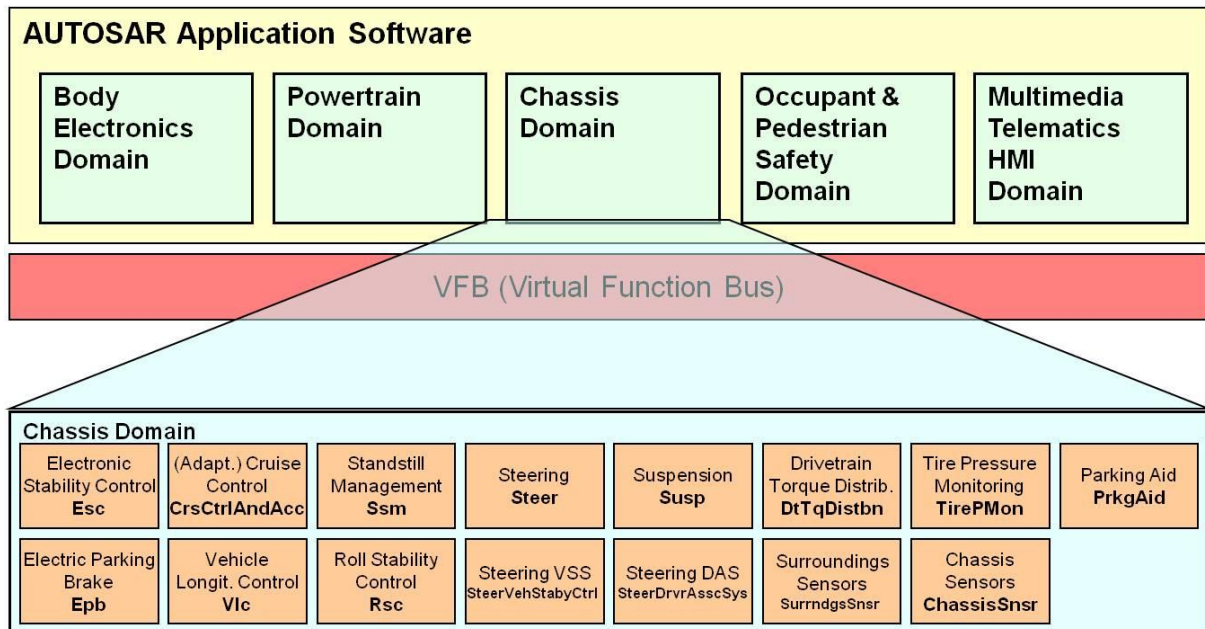 AUTOSAR Application Software
Body
Electronics
Domain
Powertrain
Domain
Chassis
Domain
Occupant &
Pedestrian
Safety
Domain
Multimedia
Telematics
HMI
Domain
VFB (Virtual Function Bus)
Chassis Domain
Electronic
Stability Control
Esc
(Adapt.) Cruise
Control
CrsCtrlAndAcc
Standstill
Management
Ssm
Steering
Steer
Suspension
Susp
Drivetrain
Torque Distrib.
DtTqDistbn
Tire Pressure
Monitoring
TirePMon
Parking Aid
PrkgAid
Electric Parking
Brake
Epb
Vehicle
Longit. Control
Vlc
Roll Stability
Control
Rsc
Steering VSS
SteerVehStabyCtrl
Steering DAS
SteerDrvrAsscSys
Surroundings
Sensors
SurrndgsSnsr
Chassis
Sensors
ChassisSnsr